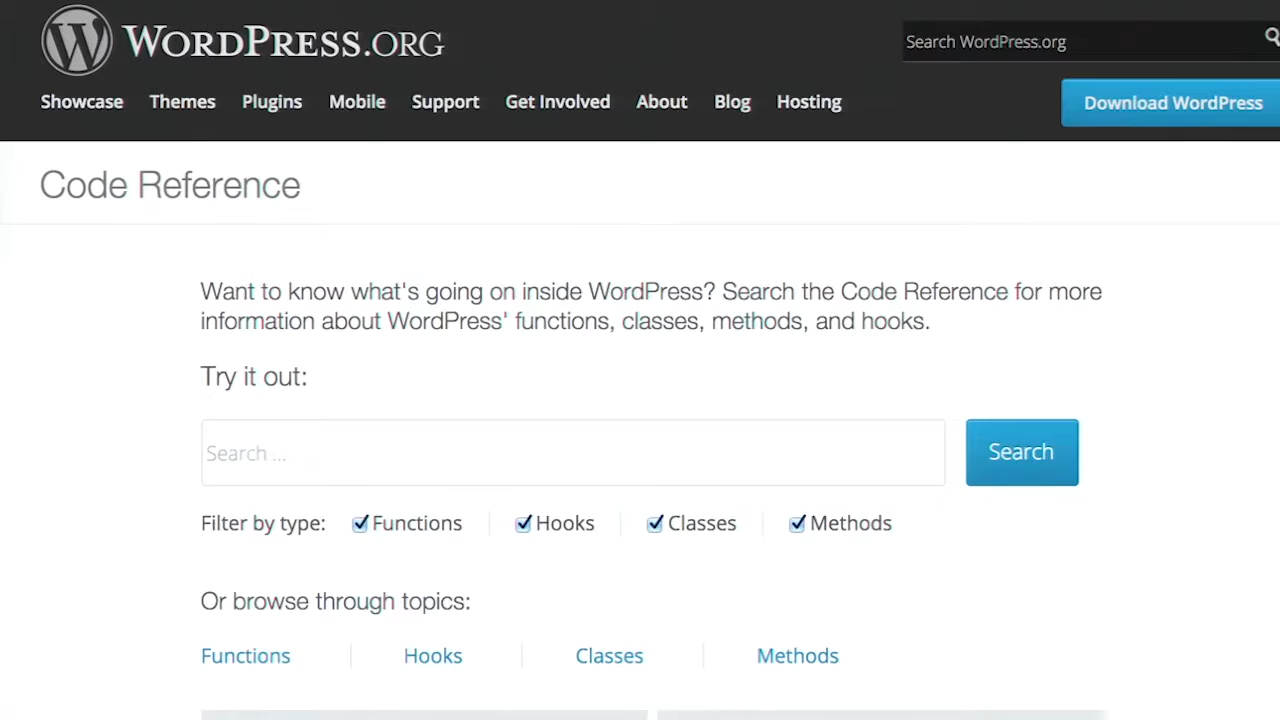 WORDPRESS.ORG
Search WordPress.org
Showcase Themes Plugins Mobile Support Get Involved About Blog Hosting
Download WordPress
Code Reference
Want to know what's going on inside WordPress? Search the Code Reference for more
information about WordPress' functions, classes, methods, and hooks.
Try it out:
Search ...
Search
Filter by type: Functions Hooks Classes Methods
Or browse through topics:
Functions Hooks Classes Methods